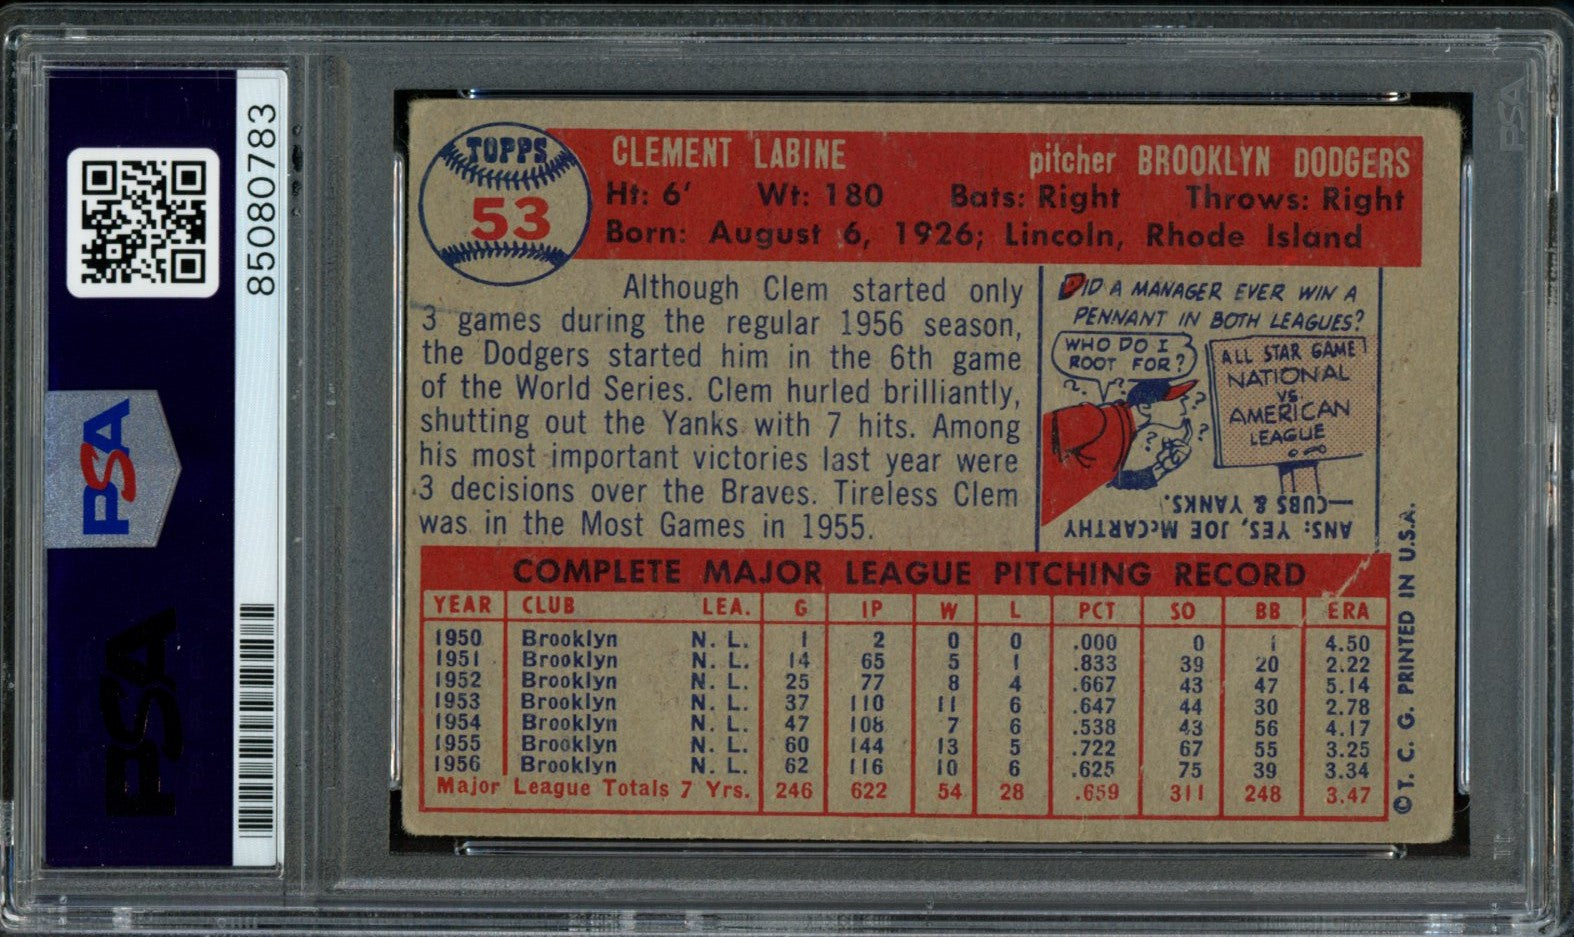 85080783
PSA
PSA
PSA
TOPPS
53
CLEMENT LABINE pitcher BROOKLYN DODGERS
Ht: 6' Wt: 180 Bats: Right Throws: Right
Born: August 6, 1926; Lincoln, Rhode Island
Although Clem started only
3 games during the regular 1956 season,
the Dodgers started him in the 6th game
of the World Series. Clem hurled brilliantly,
shutting out the Yanks with 7 hits. Among
his most important victories last year were
3 decisions over the Braves. Tireless Clem
was in the Most Games in 1955.
DID A MANAGER EVER WIN A
PENNANT IN BOTH LEAGUES?
WHO DO I
ROOT FOR?
? ? ? ? ? ?
ALL STAR GAME
NATIONAL
VS.
AMERICAN
LEAGUE
ANS: YES, JOE McCARTHY
—CUBS & YANKS.
COMPLETE MAJOR LEAGUE PITCHING RECORD
YEAR CLUB LEA. G IP W L PCT SO BB ERA
1950 Brooklyn N. L. 1 2 0 0 .000 0 1 4.50
1951 Brooklyn N. L. 14 65 5 1 .833 39 20 2.22
1952 Brooklyn N. L. 25 77 8 4 .667 43 47 5.14
1953 Brooklyn N. L. 37 110 11 6 .647 44 30 2.78
1954 Brooklyn N. L. 47 108 7 6 .538 43 56 4.17
1955 Brooklyn N. L. 60 144 13 5 .722 67 55 3.25
1956 Brooklyn N. L. 62 116 10 6 .625 75 39 3.34
Major League Totals 7 Yrs. 246 622 54 28 .659 311 248 3.47
©T. C. G. PRINTED IN U.S.A.